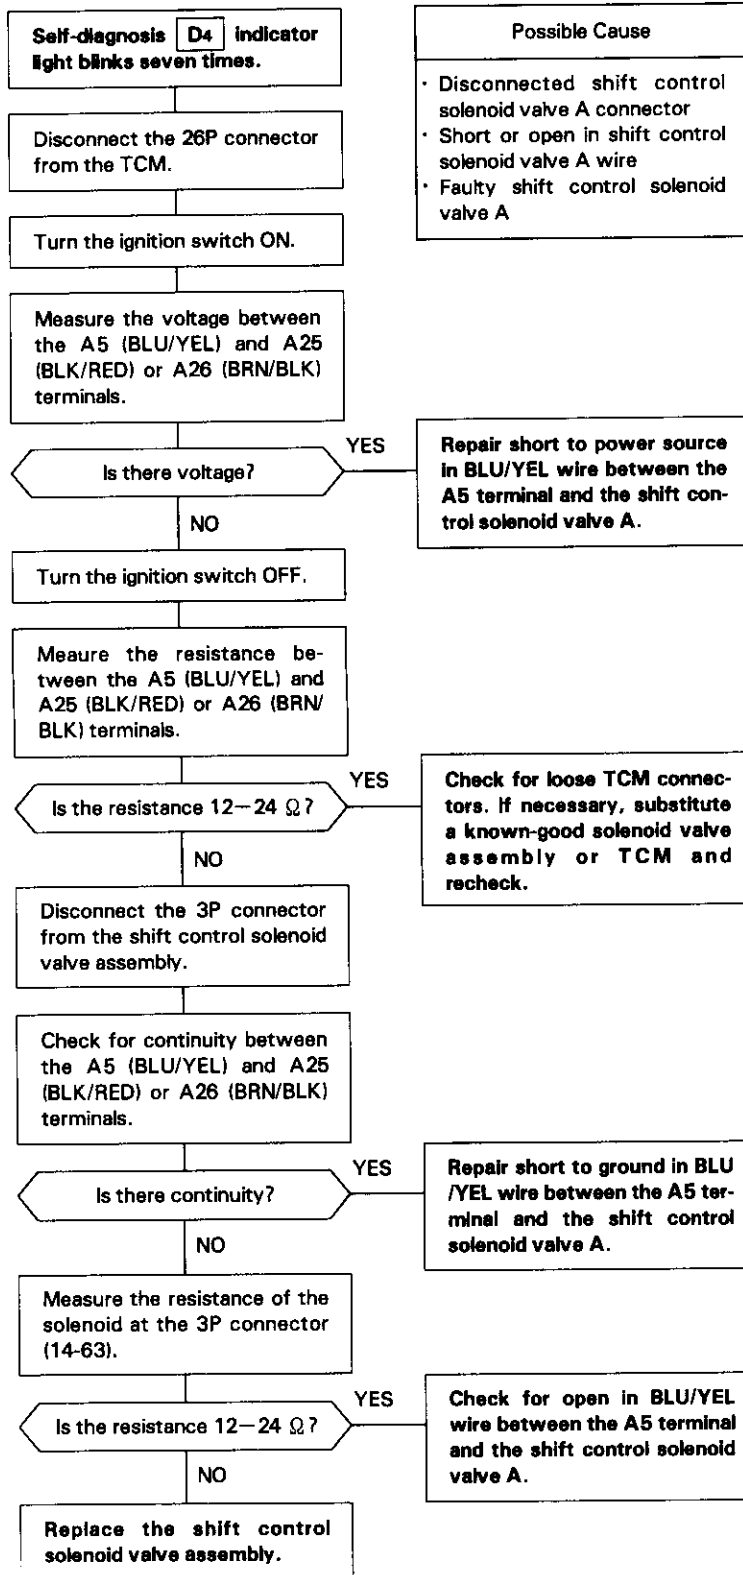 Self-diagnosis D4 indicator
light blinks seven times.
Possible Cause
· Disconnected shift control
solenoid valve A connector
· Short or open in shift control
solenoid valve A wire
· Faulty shift control solenoid
valve A
Disconnect the 26P connector
from the TCM.
Turn the ignition switch ON.
Measure the voltage between
the A5 (BLU/YEL) and A25
(BLK/RED) or A26 (BRN/BLK)
terminals.
Is there voltage?
YES
Repair short to power source
in BLU/YEL wire between the
A5 terminal and the shift con-
trol solenoid valve A.
NO
Turn the ignition switch OFF.
Meaure the resistance be-
tween the A5 (BLU/YEL) and
A25 (BLK/RED) or A26 (BRN/
BLK) terminals.
Is the resistance 12—24 Ω?
YES
Check for loose TCM connec-
tors. If necessary, substitute
a known-good solenoid valve
assembly or TCM and
recheck.
NO
Disconnect the 3P connector
from the shift control solenoid
valve assembly.
Check for continuity between
the A5 (BLU/YEL) and A25
(BLK/RED) or A26 (BRN/BLK)
terminals.
Is there continuity?
YES
Repair short to ground in BLU
/YEL wire between the A5 ter-
minal and the shift control
solenoid valve A.
NO
Measure the resistance of the
solenoid at the 3P connector
(14-63).
Is the resistance 12—24 Ω?
YES
Check for open in BLU/YEL
wire between the A5 terminal
and the shift control solenoid
valve A.
NO
Replace the shift control
solenoid valve assembly.